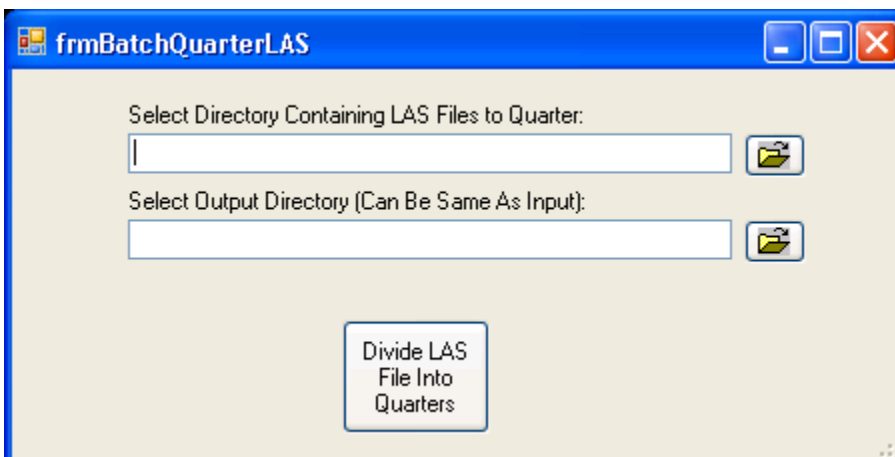 frmBatchQuarterLAS
Select Directory Containing LAS Files to Quarter:
Select Output Directory (Can Be Same As Input):
Divide LAS
File Into
Quarters